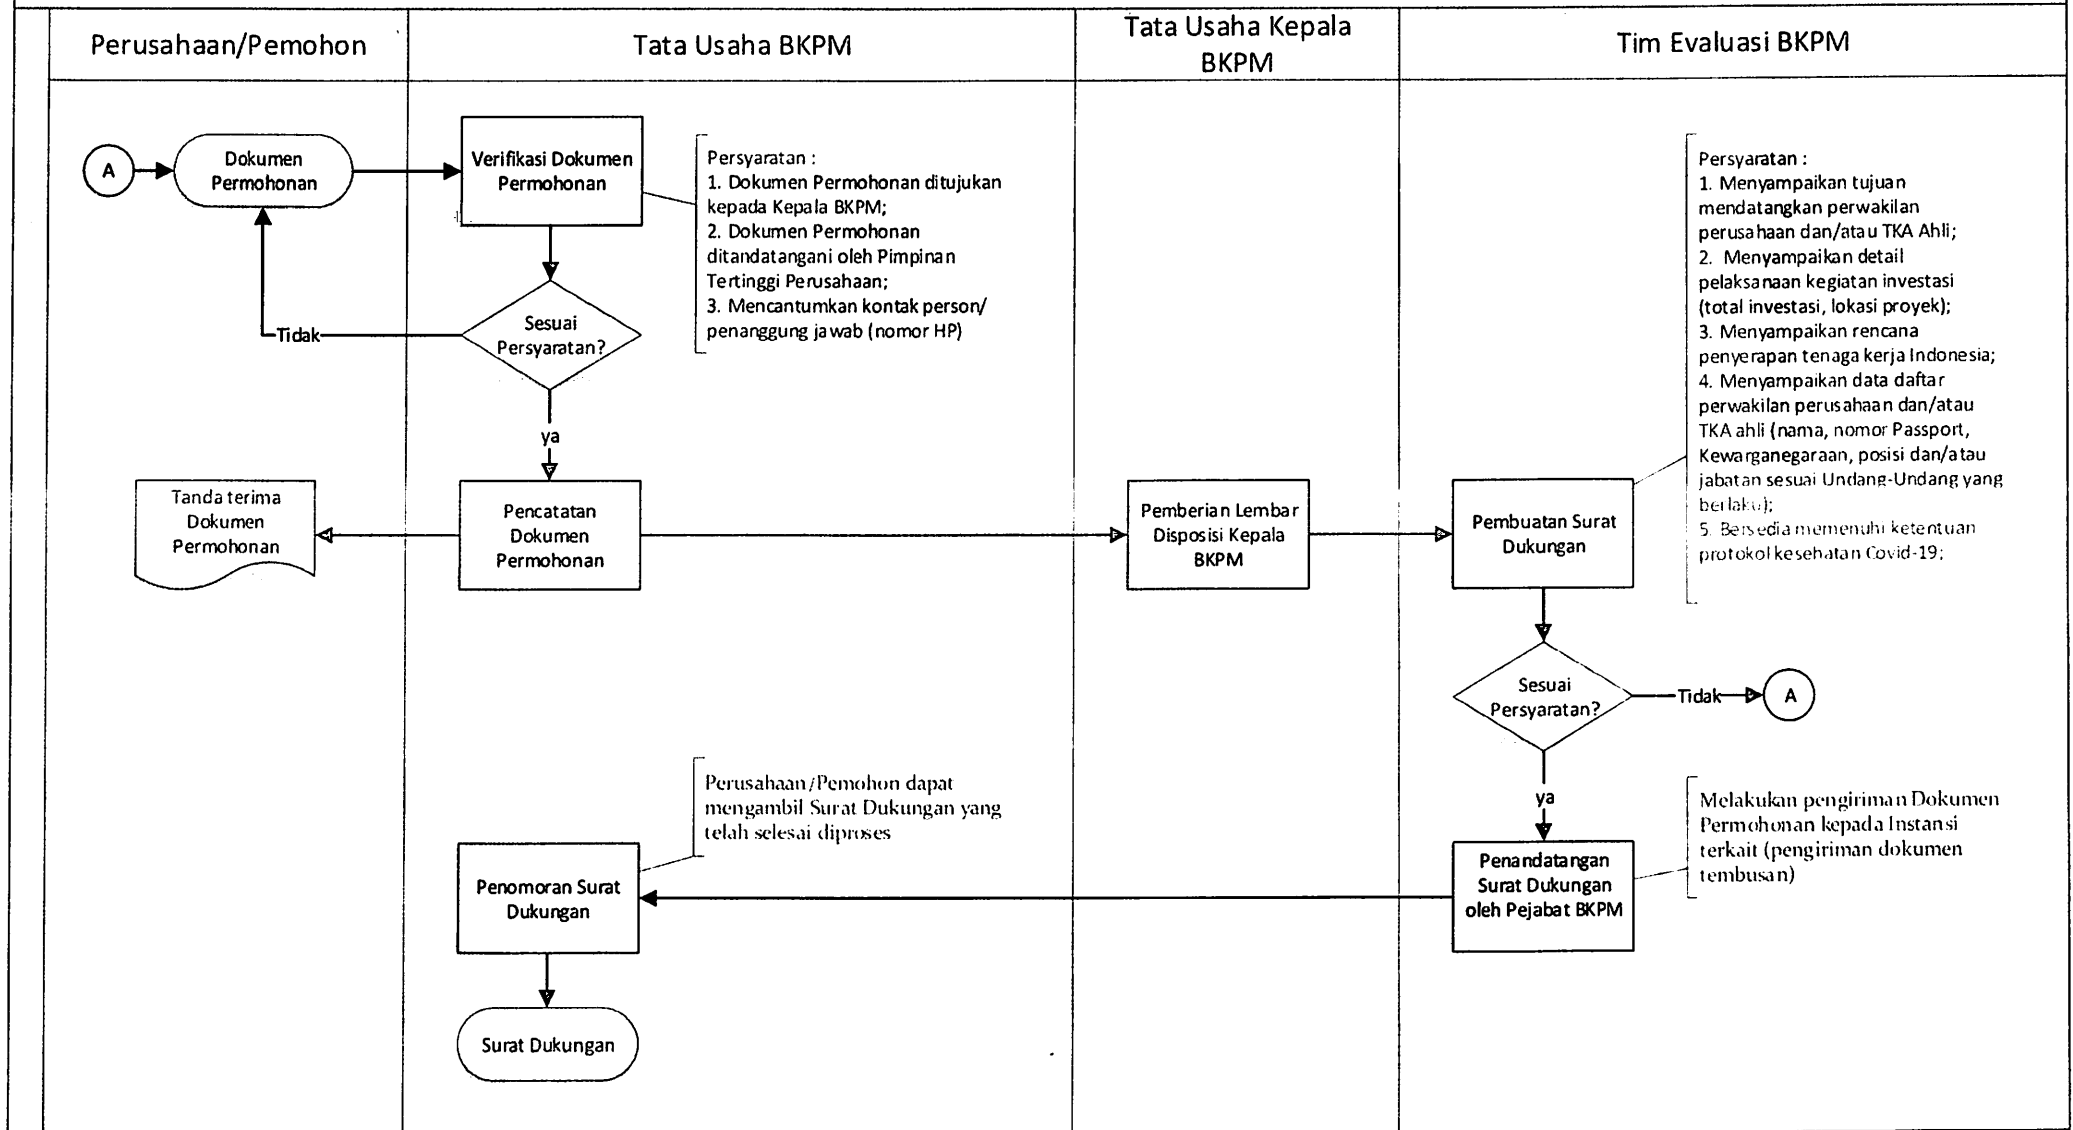 Perusahaan/Pemohon
Tata Usaha BKPM
Tata Usaha Kepala
BKPM
Tim Evaluasi BKPM
A
Dokumen
Permohonan
Verifikasi Dokumen
Permohonan
Persyaratan :
1. Dokumen Permohonan ditujukan
kepada Kepala BKPM;
2. Dokumen Permohonan
ditandatangani oleh Pimpinan
Tertinggi Perusahaan;
3. Mencantumkan kontak person/
penanggung jawab (nomor HP)
Sesuai
Persyaratan?
Tidak
ya
Tanda terima
Dokumen
Permohonan
Pencatatan
Dokumen
Permohonan
Pemberian Lembar
Disposisi Kepala
BKPM
Pembuatan Surat
Dukungan
Persyaratan :
1. Menyampaikan tujuan
mendatangkan perwakilan
perusahaan dan/atau TKA Ahli;
2. Menyampaikan detail
pelaksanaan kegiatan investasi
(total investasi, lokasi proyek);
3. Menyampaikan rencana
penyerapan tenaga kerja Indonesia;
4. Menyampaikan data daftar
perwakilan perusahaan dan/atau
TKA ahli (nama, nomor Passport,
Kewarganegaraan, posisi dan/atau
jabatan sesuai Undang-Undang yang
berlaku);
5. Bersedia memenuhi ketentuan
protokol kesehatan Covid-19;
Sesuai
Persyaratan?
Tidak
A
ya
Penandatangan
Surat Dukungan
oleh Pejabat BKPM
Melakukan pengiriman Dokumen
Permohonan kepada Instansi
terkait (pengiriman dokumen
tembusan)
Perusahaan/Pemohon dapat
mengambil Surat Dukungan yang
telah selesai diproses
Penomoran Surat
Dukungan
Surat Dukungan